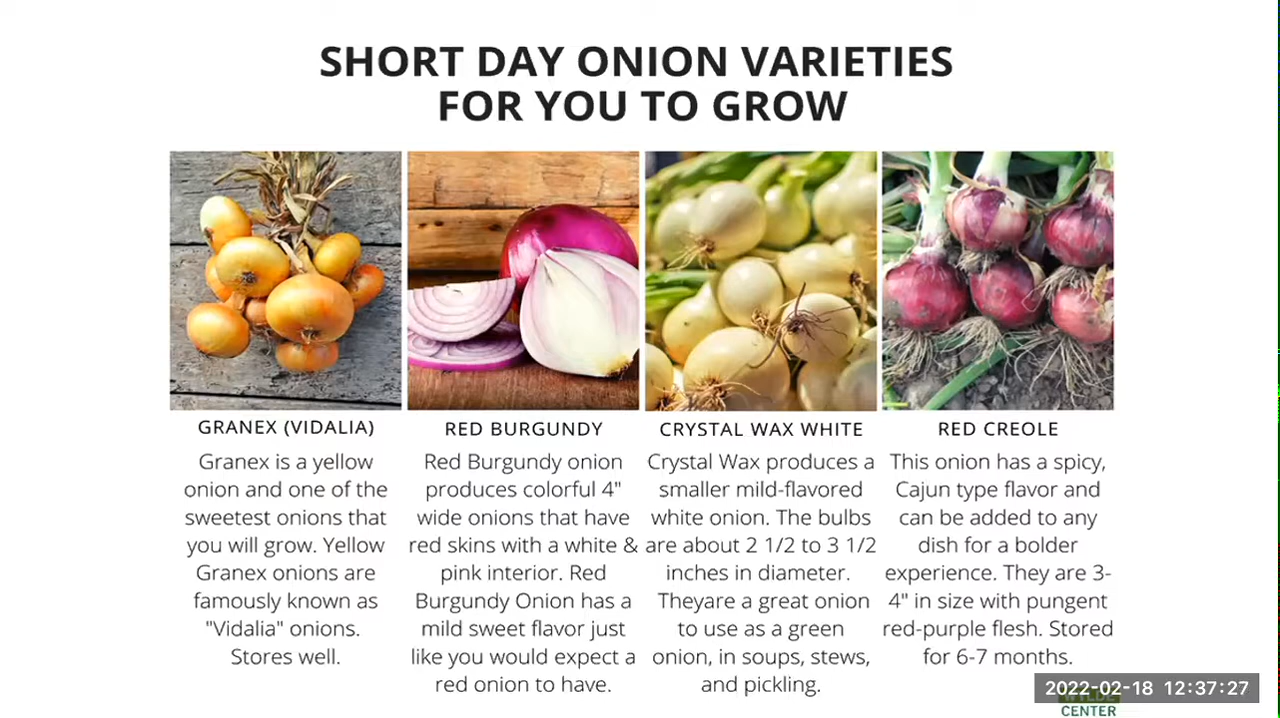 SHORT DAY ONION VARIETIES
FOR YOU TO GROW
GRANEX (VIDALIA)
Granex is a yellow
onion and one of the
sweetest onions that
you will grow. Yellow
Granex onions are
famously known as
"Vidalia" onions.
Stores well.
RED BURGUNDY
Red Burgundy onion
produces colorful 4"
wide onions that have
red skins with a white &
pink interior. Red
Burgundy Onion has a
mild sweet flavor just
like you would expect a
red onion to have.
CRYSTAL WAX WHITE
Crystal Wax produces a
smaller mild-flavored
white onion. The bulbs
are about 2 1/2 to 3 1/2
inches in diameter.
Theyare a great onion
to use as a green
onion, in soups, stews,
and pickling.
RED CREOLE
This onion has a spicy,
Cajun type flavor and
can be added to any
dish for a bolder
experience. They are 3-
4" in size with pungent
red-purple flesh. Stored
for 6-7 months.
2022-02-18 12:37:27
CENTER